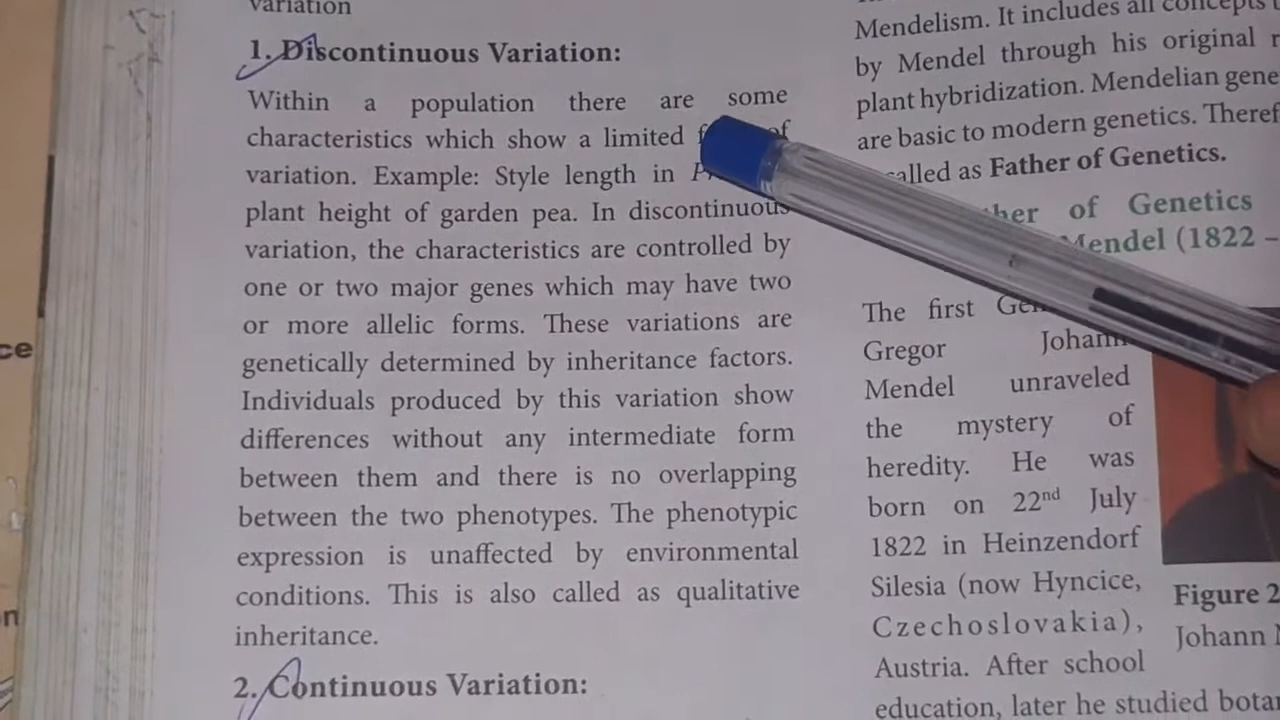 variation
1. Discontinuous Variation:
Within a population there are some
characteristics which show a limited of
variation. Example: Style length in
plant height of garden pea. In discontinuous
variation, the characteristics are controlled by
one or two major genes which may have two
or more allelic forms. These variations are
genetically determined by inheritance factors.
Individuals produced by this variation show
differences without any intermediate form
between them and there is no overlapping
between the two phenotypes. The phenotypic
expression is unaffected by environmental
conditions. This is also called as qualitative
inheritance.
2. Continuous Variation:
Mendelism. It includes all concepts
by Mendel through his original
plant hybridization. Mendelian
are basic to modern genetics.
called as Father of Genetics.
of Genetics
Mendel (1822 –
The first
Gregor Johann
Mendel unraveled
the mystery of
heredity. He was
born on 22nd July
1822 in Heinzendorf
Silesia (now Hyncice,
Czechoslovakia),
Austria. After school
education, later he studied
Figure 2
Johann
ce